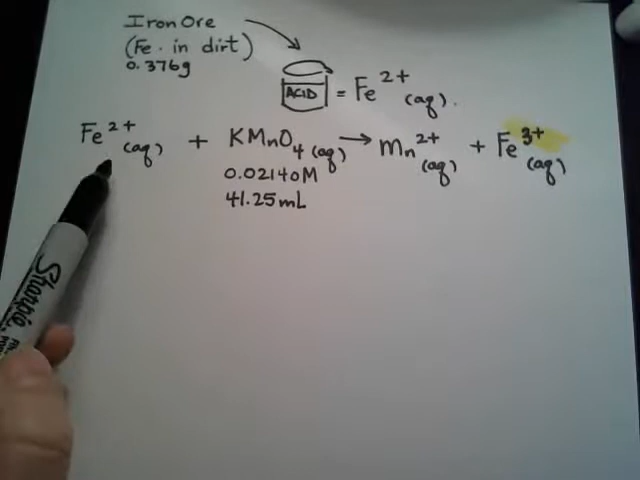 Iron Ore
(Fe. in dirt)
0.376g
ACID = Fe²⁺(aq).
Fe²⁺(aq) + KMnO₄(aq) → Mn²⁺(aq) + Fe³⁺(aq)
0.02140M
41.25mL
Sharpie